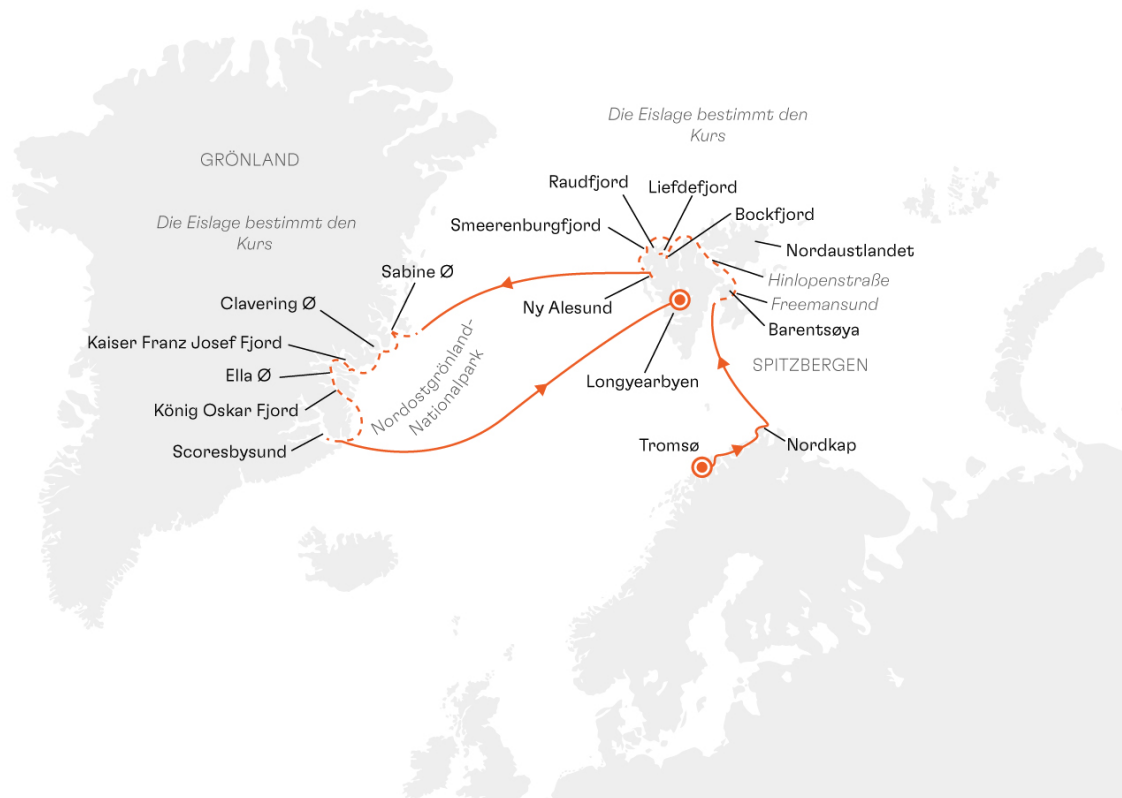 Die Eislage bestimmt den
Kurs
GRÖNLAND
Raudfjord
Liefdefjord
Bockfjord
Smeerenburgfjord
Die Eislage bestimmt den
Kurs
Nordaustlandet
Sabine Ø
Hinlopenstraße
Clavering Ø
Freemansund
Ny Alesund
Barentsøya
Kaiser Franz Josef Fjord
SPITZBERGEN
Ella Ø
Nordostgrönland-
Nationalpark
Longyearbyen
König Oskar Fjord
Scoresbysund
Tromsø
Nordkap